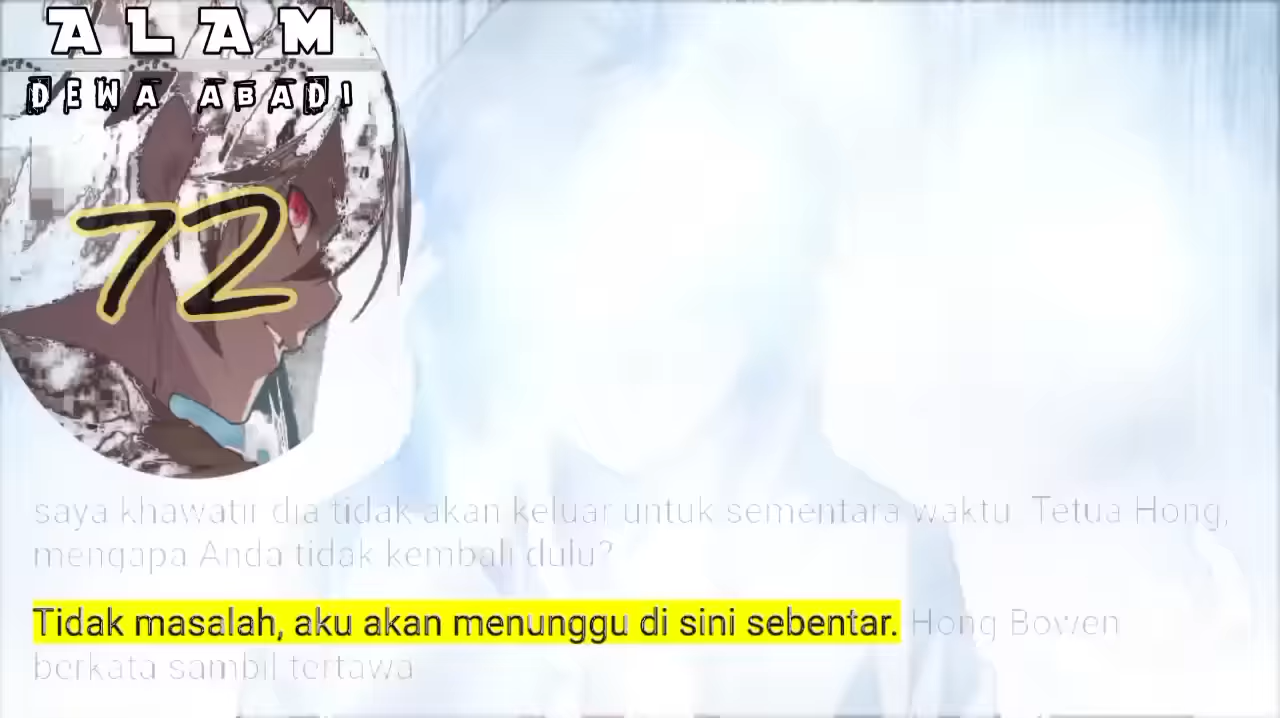 ALAM
DEWA ABADI
72
saya khawatir dia tidak akan keluar untuk sementara waktu. Tetua Hong,
mengapa Anda tidak kembali dulu?
Tidak masalah, aku akan menunggu di sini sebentar. Hong Bowen
berkata sambil tertawa